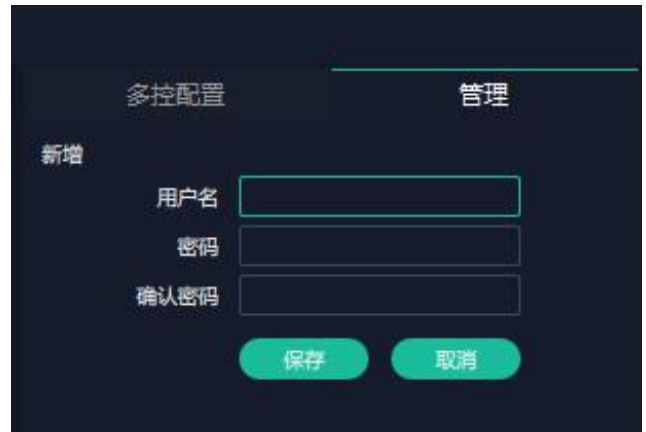 多控配置 管理
新增
用户名
密码
确认密码
保存 取消